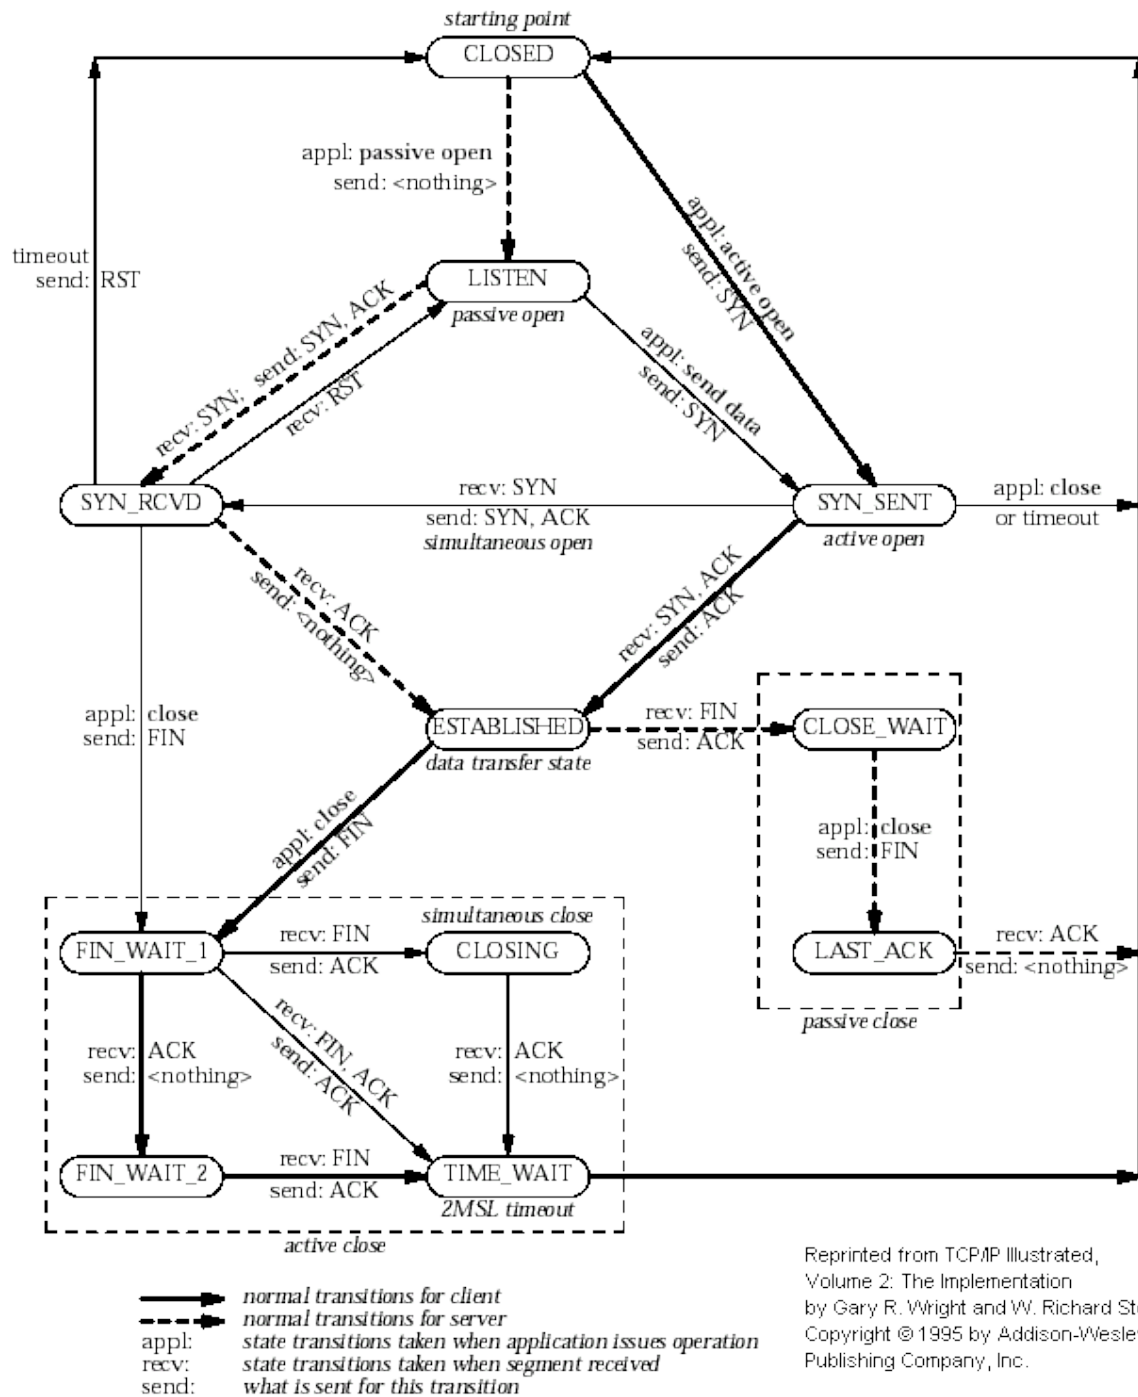 starting point
CLOSED
appl: passive open
send: <nothing>
appl: active open
send: SYN
timeout
send: RST
LISTEN
passive open
recv: SYN; send: SYN, ACK
recv: RST
appl: send data
send: SYN
SYN_RCVD
recv: SYN
send: SYN, ACK
simultaneous open
SYN_SENT
active open
appl: close
or timeout
recv: ACK
send: <nothing>
recv: SYN, ACK
send: ACK
appl: close
send: FIN
ESTABLISHED
data transfer state
recv: FIN
send: ACK
CLOSE_WAIT
appl: close
send: FIN
appl: close
send: FIN
simultaneous close
FIN_WAIT_1
recv: FIN
send: ACK
CLOSING
LAST_ACK
recv: ACK
send: <nothing>
passive close
recv: ACK
send: <nothing>
recv: FIN, ACK
send: ACK
recv: ACK
send: <nothing>
FIN_WAIT_2
recv: FIN
send: ACK
TIME_WAIT
2MSL timeout
active close
normal transitions for client
normal transitions for server
appl: state transitions taken when application issues operation
recv: state transitions taken when segment received
send: what is sent for this transition
Reprinted from TCP/IP Illustrated,
Volume 2: The Implementation
by Gary R. Wright and W. Richard
Copyright © 1995 by
Publishing Company, Inc.